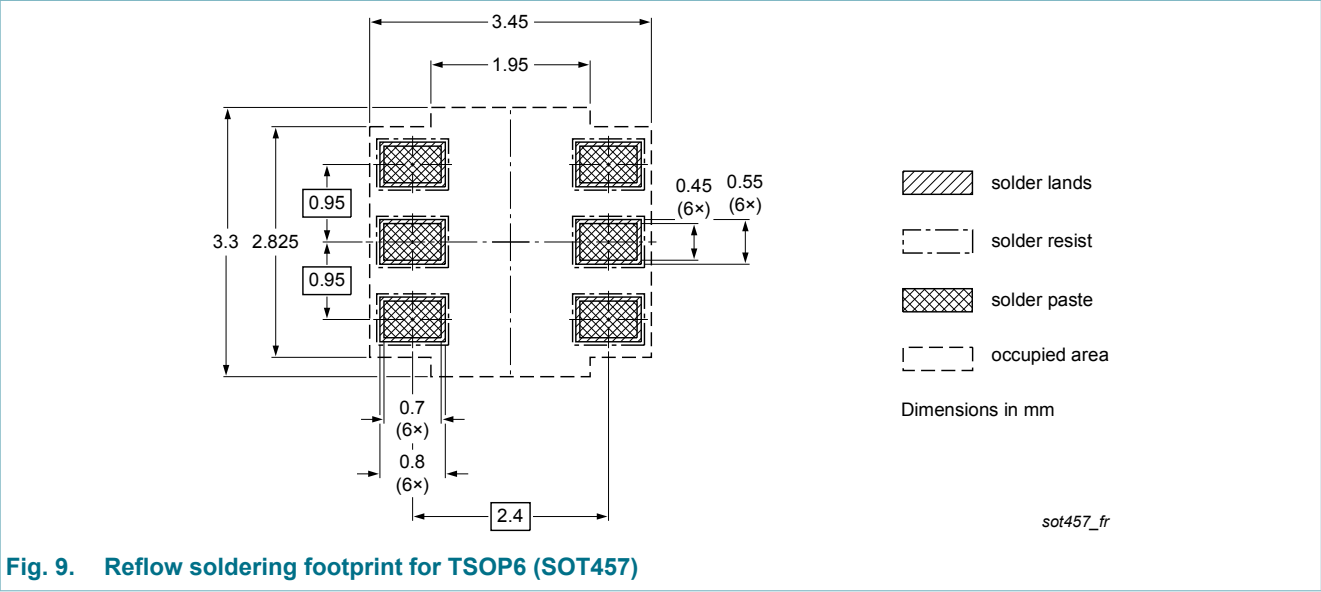 3.45
1.95
3.3
2.825
0.95
0.95
0.45
(6×)
0.55
(6×)
0.7
(6×)
0.8
(6×)
2.4
solder lands
solder resist
solder paste
occupied area
Dimensions in mm
sot457_fr
Fig. 9. Reflow soldering footprint for TSOP6 (SOT457)